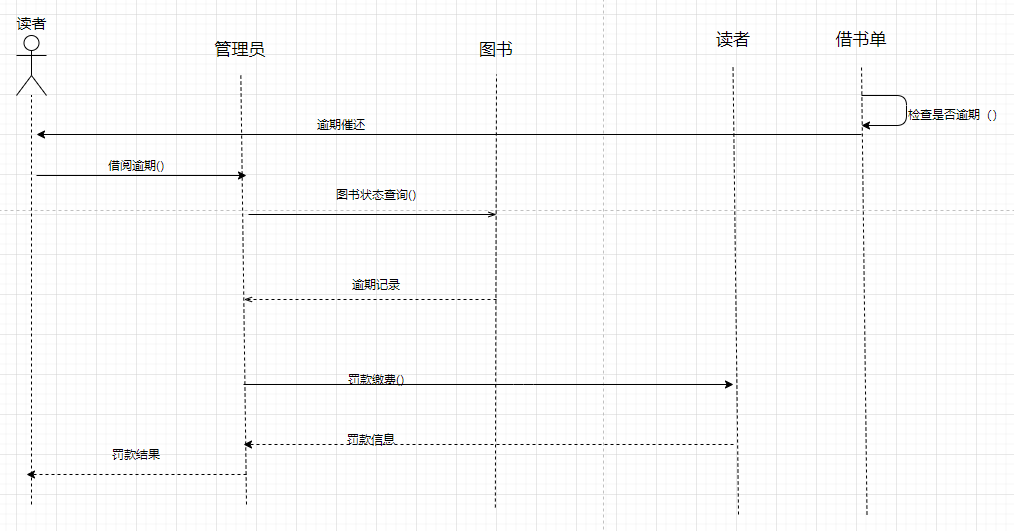 读者
管理员
图书
读者
借书单
检查是否逾期（）
逾期催还
借阅逾期()
图书状态查询()
逾期记录
罚款缴费()
罚款信息
罚款结果